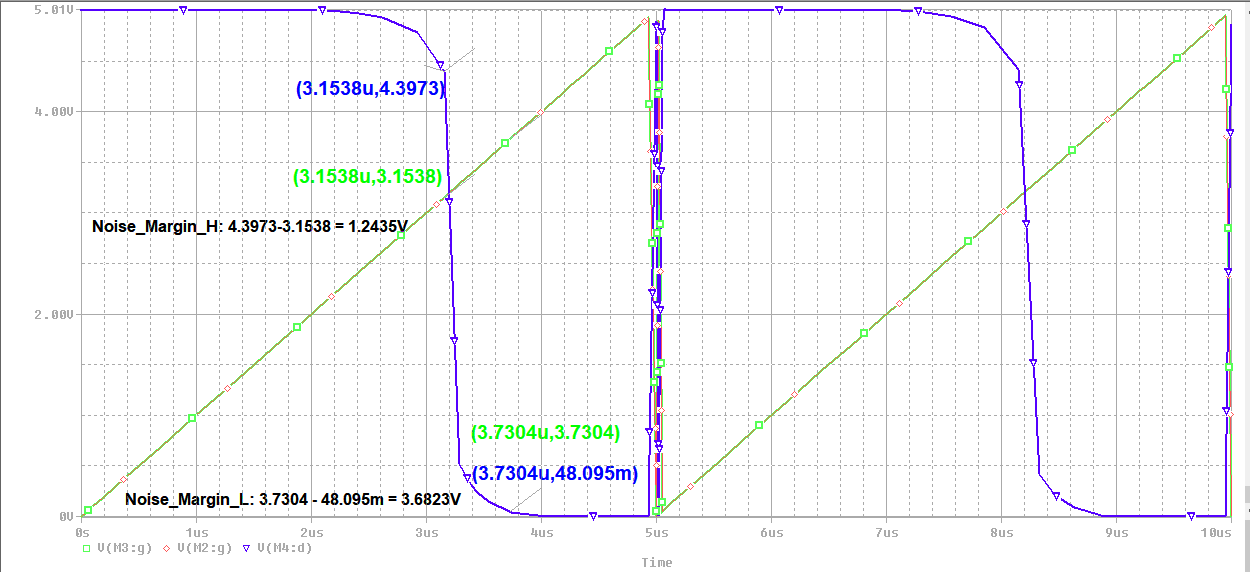 5.01V
(3.1538u,4.3973)
4.00V
(3.1538u,3.1538)
Noise_Margin_H: 4.3973-3.1538 = 1.2435V
2.00V
(3.7304u,3.7304)
(3.7304u,48.095m)
Noise_Margin_L: 3.7304 - 48.095m = 3.6823V
0V
0s 1us 2us 3us 4us 5us 6us 7us 8us 9us 10us
V(M3:g) V(M2:g) V(M4:d)
Time